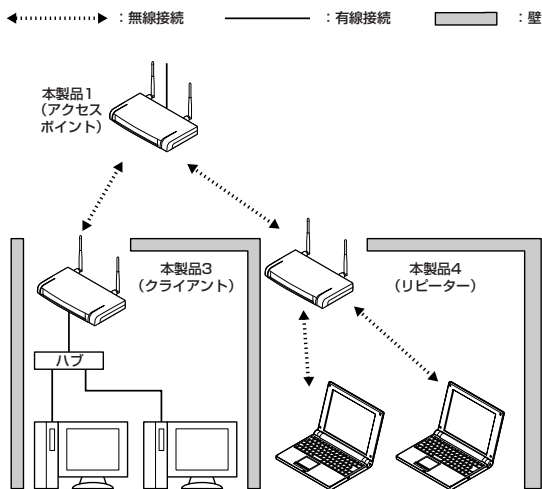 ：無線接続
：有線接続
：壁
本製品1
（アクセス
ポイント）
本製品3
（クライアント）
本製品4
（リピーター）
ハブ